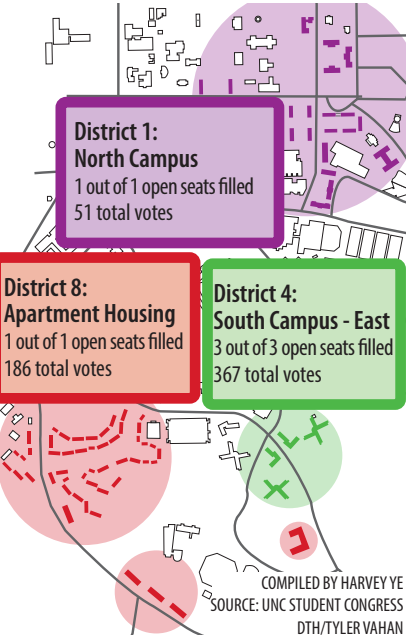 District 1:
North Campus
1 out of 1 open seats filled
51 total votes
District 8:
Apartment Housing
1 out of 1 open seats filled
186 total votes
District 4:
South Campus - East
3 out of 3 open seats filled
367 total votes
COMPILED BY HARVEY YE
SOURCE: UNC STUDENT CONGRESS
DTH/TYLER VAHAN